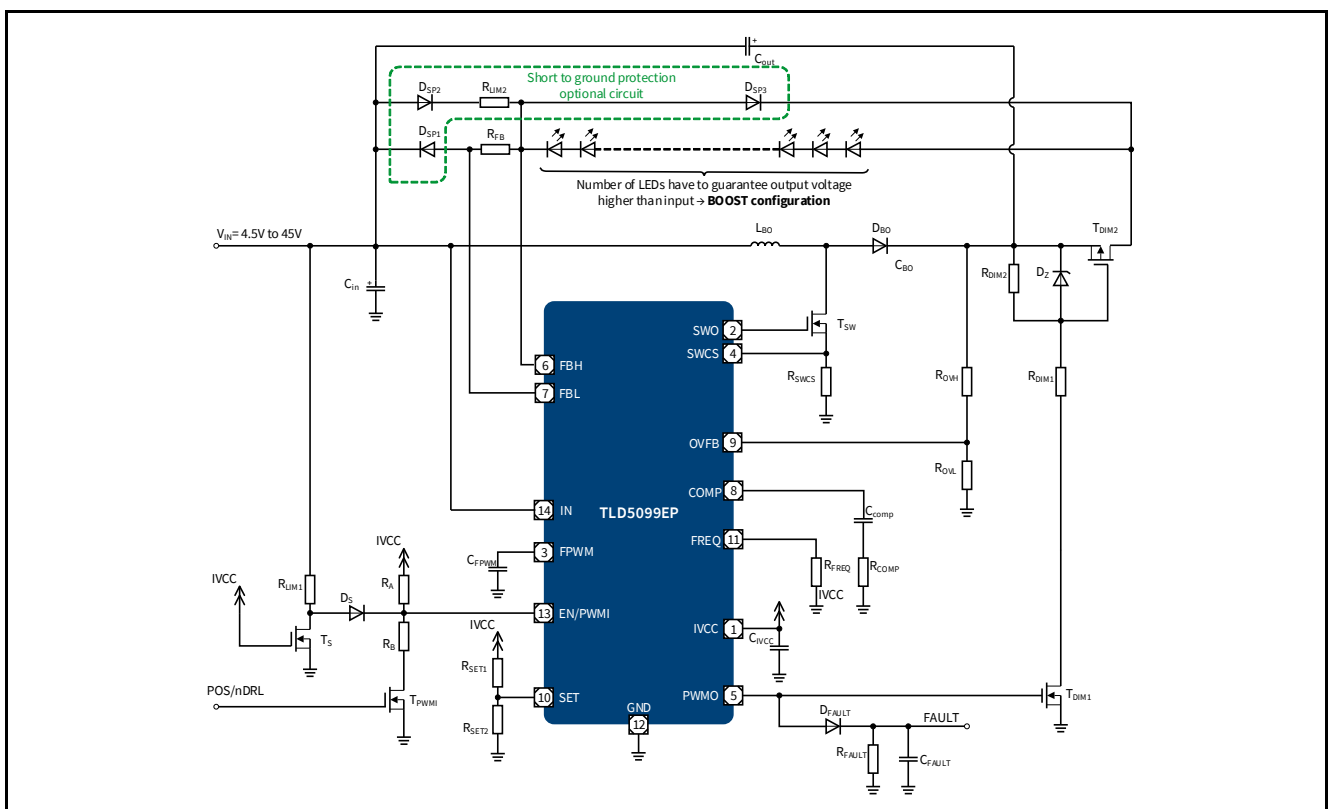 +
Cout
Short to ground protection
optional circuit
DSP2
RLIM2
DSP3
DSP1
RFB
Number of LEDs have to guarantee output voltage
higher than input → BOOST configuration
VIN= 4.5V to 45V
LBO
DBO
CBO
TDIM2
RDIM2
DZ
Cin
+
SWO 2
TSW
SWCS 4
6 FBH
7 FBL
RSWCS
ROVH
RDIM1
OVFB 9
ROVL
COMP 8
Ccomp
14 IN
TLD5099EP
FREQ 11
3 FPWM
CFPWM
RFREQ
RCOMP
IVCC
IVCC
IVCC
RLIM1
DS
RA
13 EN/PWMI
TS
RB
IVCC
IVCC 1
CIVCC
RSET1
POS/nDRL
TPWMI
10 SET
RSET2
PWMO 5
TDIM1
GND
12
DFAULT
FAULT
RFAULT
CFAULT